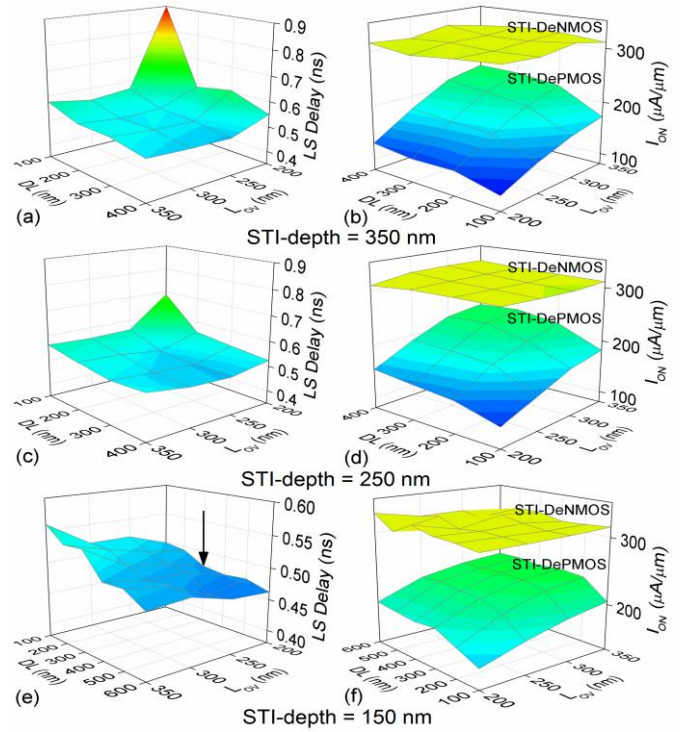 0.9
0.8
0.7
0.6
0.5
0.4
LS Delay (ns)
100
200
300
400
DL (nm)
350
300
250
200
LOV (nm)
(a)
STI-DeNMOS
STI-DePMOS
300
200
100
ION (μA/μm)
400
300
200
100
DL (nm)
200
250
300
350
LOV (nm)
(b)
STI-depth = 350 nm
0.9
0.8
0.7
0.6
0.5
0.4
LS Delay (ns)
100
200
300
400
DL (nm)
350
300
250
200
LOV (nm)
(c)
STI-DeNMOS
STI-DePMOS
300
200
100
ION (μA/μm)
400
300
200
100
DL (nm)
200
250
300
350
LOV (nm)
(d)
STI-depth = 250 nm
0.60
0.55
0.50
0.45
0.40
LS Delay (ns)
100
200
300
400
500
600
DL (nm)
350
300
250
200
LOV (nm)
(e)
STI-DeNMOS
STI-DePMOS
300
200
ION (μA/μm)
600
500
400
300
200
100
DL (nm)
200
250
300
350
LOV (nm)
(f)
STI-depth = 150 nm